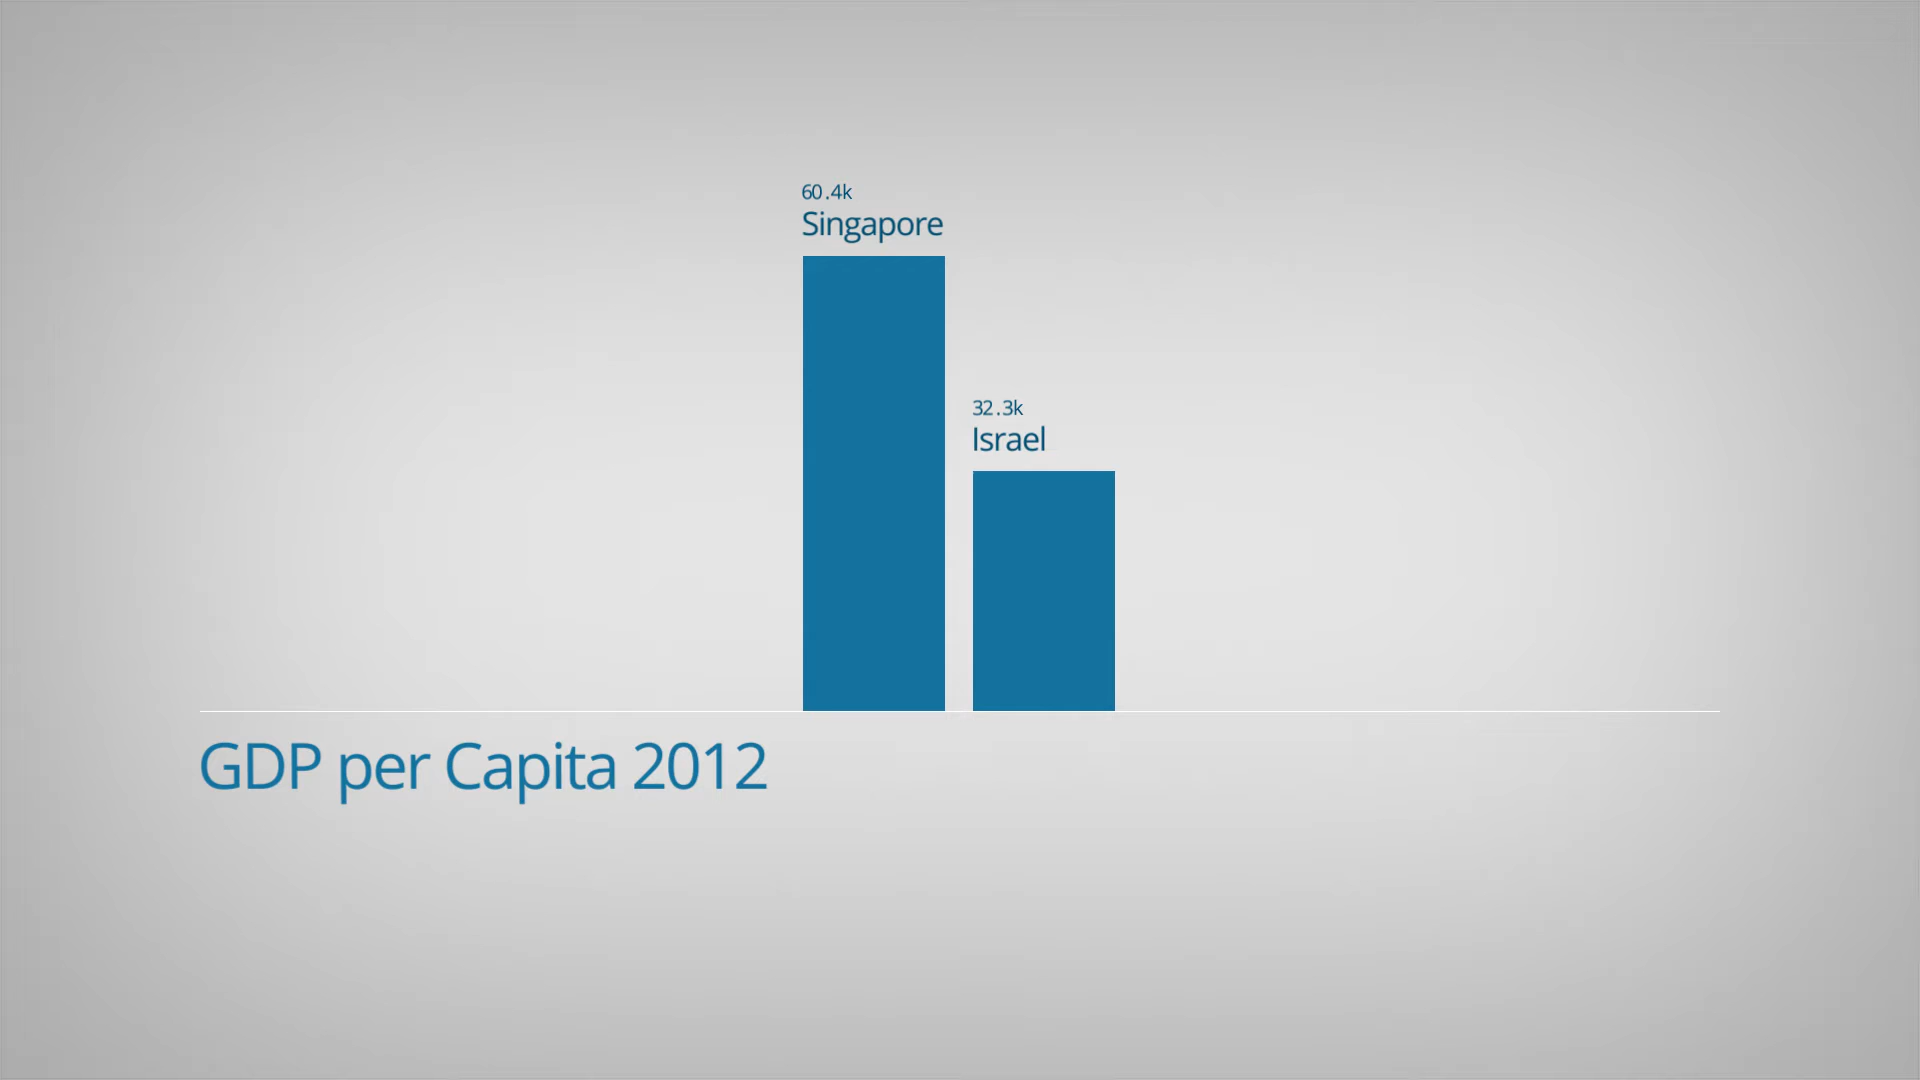 60.4k
Singapore
32.3k
Israel
GDP per Capita 2012